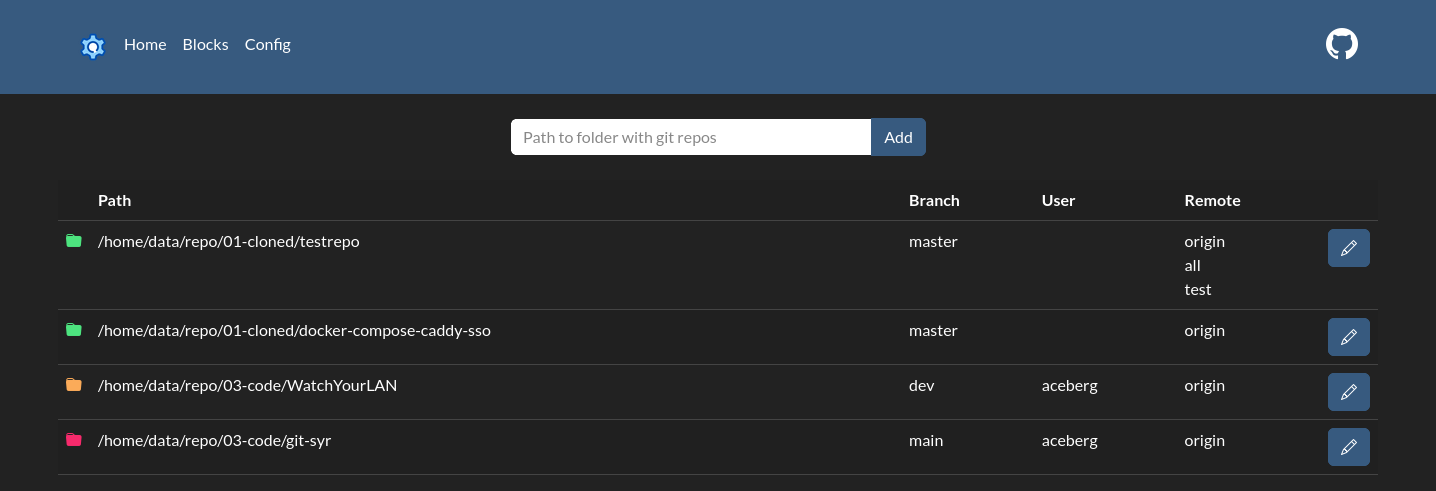 Home Blocks Config
Path to folder with git repos Add
Path Branch User Remote
/home/data/repo/01-cloned/testrepo master origin
all
test
/home/data/repo/01-cloned/docker-compose-caddy-sso master origin
/home/data/repo/03-code/WatchYourLAN dev aceberg origin
/home/data/repo/03-code/git-syr main aceberg origin